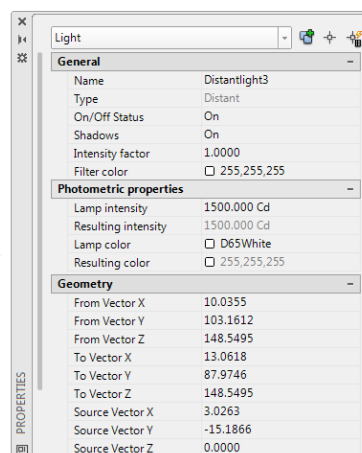 Light
General
Name Distantlight3
Type Distant
On/Off Status On
Shadows On
Intensity factor 1.0000
Filter color 255,255,255
Photometric properties
Lamp intensity 1500.000 Cd
Resulting intensity 1500.000 Cd
Lamp color D65White
Resulting color 255,255,255
Geometry
From Vector X 10.0355
From Vector Y 103.1612
From Vector Z 148.5495
To Vector X 13.0618
To Vector Y 87.9746
To Vector Z 148.5495
Source Vector X 3.0263
Source Vector Y -15.1866
Source Vector Z 0.0000
PROPERTIES